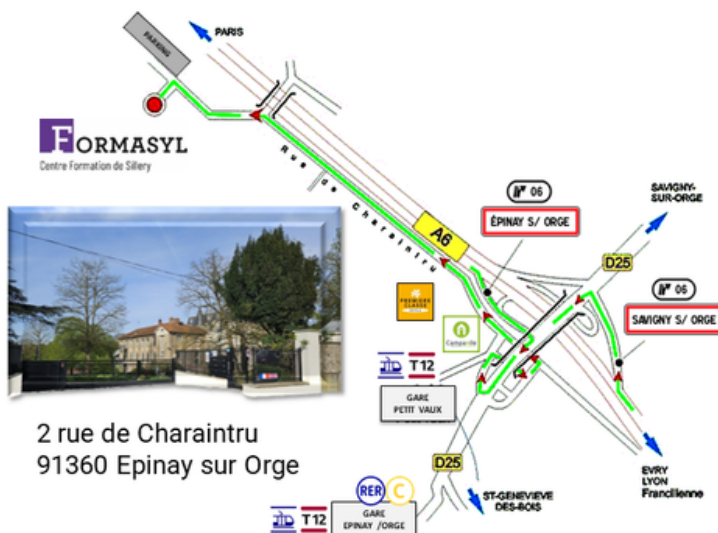 PARIS
PARKING
FORMASYL
Centre Formation de Sillery
Rue de Charaintru
A6
N° 06
ÉPINAY S/ ORGE
SAVIGNY-
SUR-ORGE
D25
N° 06
SAVIGNY S/ ORGE
PREMIERE
CLASSE
Campanile
T12
GARE
PETIT VAUX
2 rue de Charaintru
91360 Epinay sur Orge
D25
EVRY
LYON
Francilienne
ST-GENEVIEVE
DES-BOIS
RER C
T12
GARE
EPINAY /ORGE